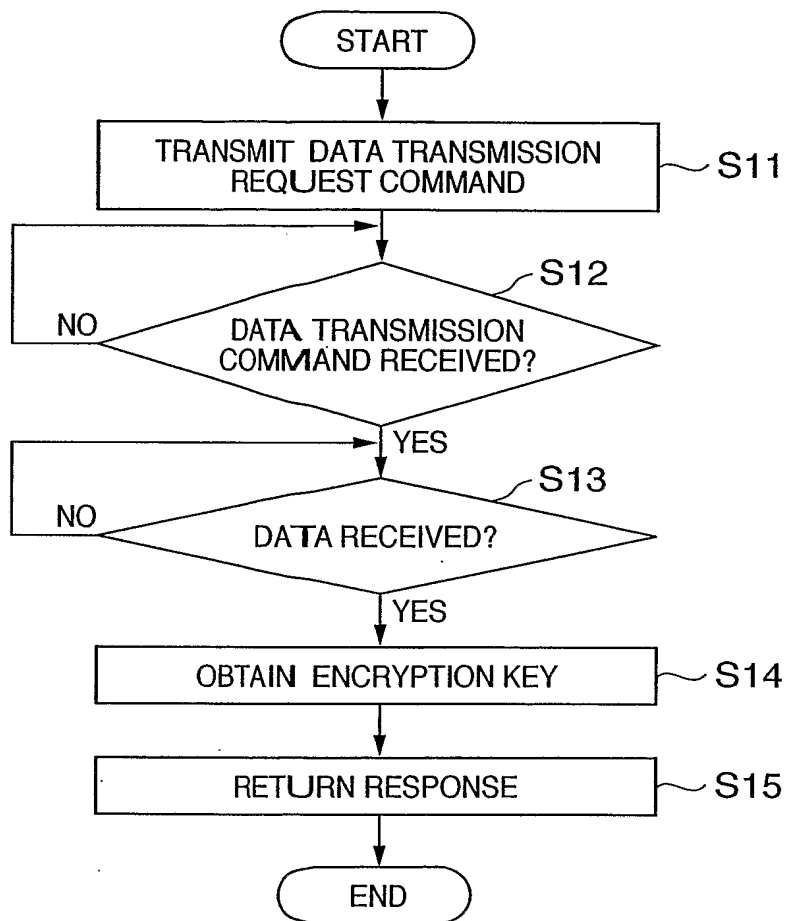 START
TRANSMIT DATA TRANSMISSION
REQUEST COMMAND
S11
S12
NO
DATA TRANSMISSION
COMMAND RECEIVED?
YES
S13
NO
DATA RECEIVED?
YES
OBTAIN ENCRYPTION KEY
S14
RETURN RESPONSE
S15
END